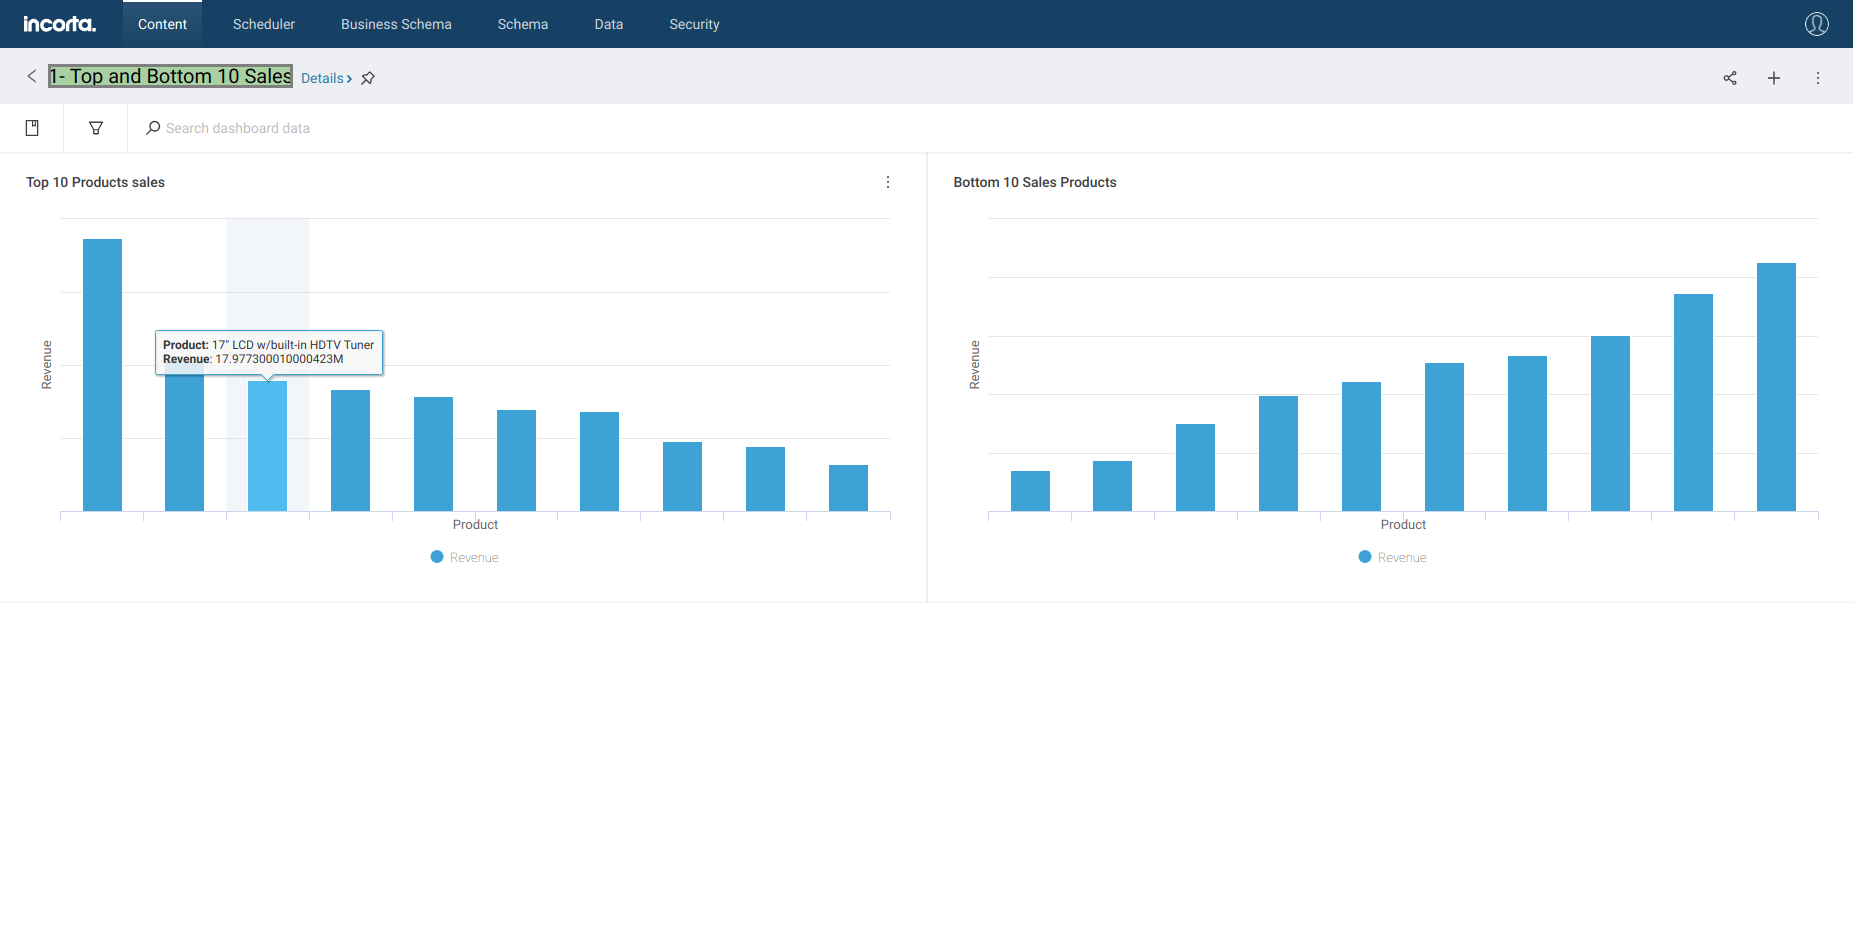 incorta.
Content
Scheduler
Business Schema
Schema
Data
Security
1- Top and Bottom 10 Sales
Details
Search dashboard data
Top 10 Products sales
Revenue
Product: 17" LCD w/built-in HDTV Tuner
Revenue: 17.977300010000423M
Product
Revenue
Bottom 10 Sales Products
Revenue
Product
Revenue